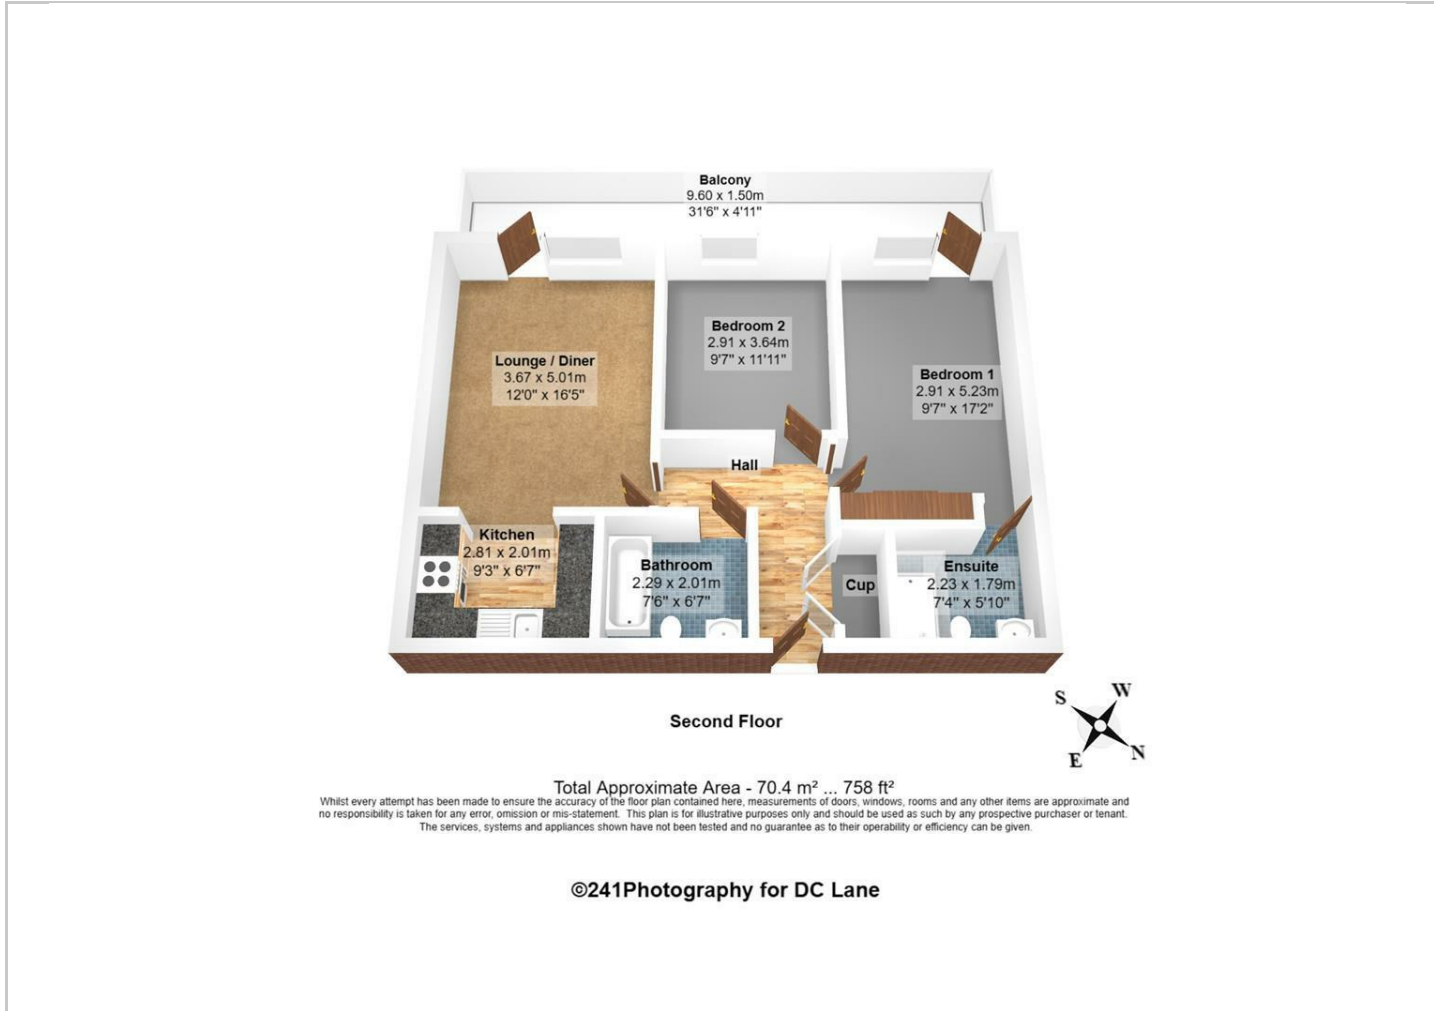 Balcony
9.60 x 1.50m
31'6" x 4'11"
Bedroom 2
2.91 x 3.64m
9'7" x 11'11"
Lounge / Diner
3.67 x 5.01m
12'0" x 16'5"
Bedroom 1
2.91 x 5.23m
9'7" x 17'2"
Hall
Kitchen
2.81 x 2.01m
9'3" x 6'7"
Bathroom
2.29 x 2.01m
7'6" x 6'7"
Cup
Ensuite
2.23 x 1.79m
7'4" x 5'10"
S
W
E
N
Second Floor
Total Approximate Area - 70.4 m² ... 758 ft²
Whilst every attempt has been made to ensure the accuracy of the floor plan contained here, measurements of doors, windows, rooms and any other items are approximate and
no responsibility is taken for any error, omission or mis-statement. This plan is for illustrative purposes only and should be used as such by any prospective purchaser or tenant.
The services, systems and appliances shown have not been tested and no guarantee as to their operability or efficiency can be given.
©241Photography for DC Lane